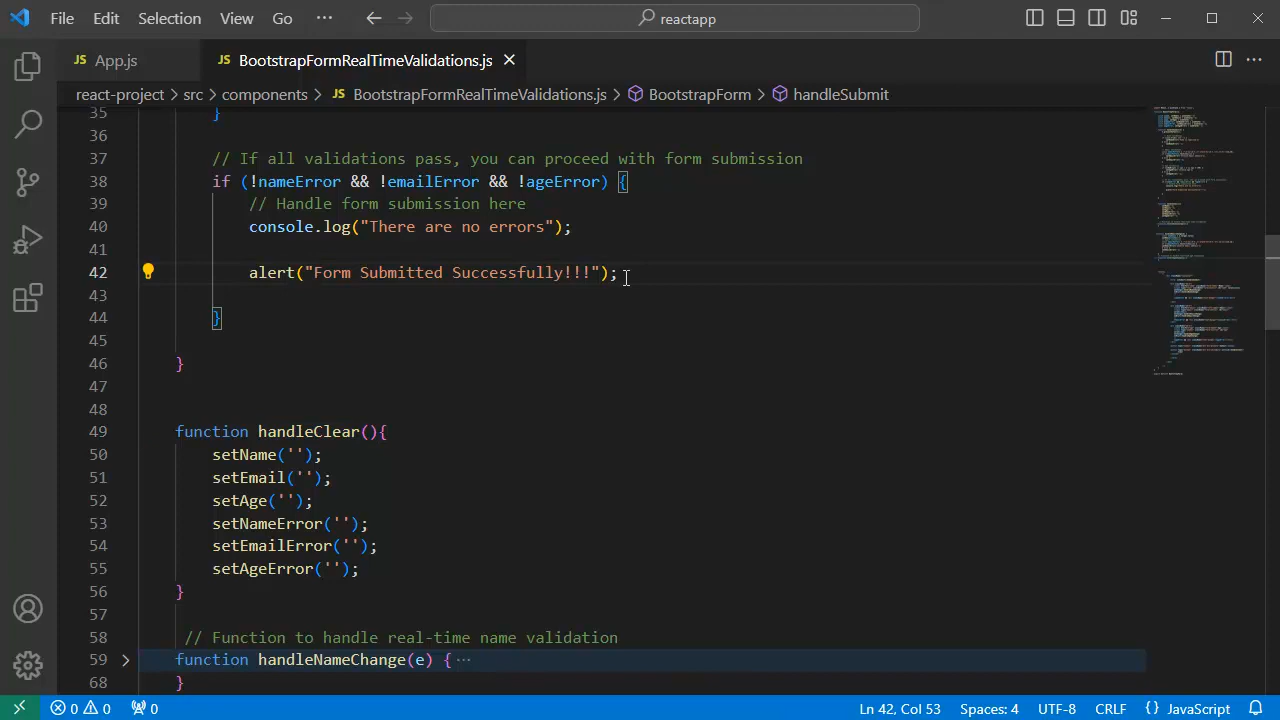 File Edit Selection View Go ··· reactapp
JS App.js JS BootstrapFormRealTimeValidations.js
react-project > src > components > JS BootstrapFormRealTimeValidations.js > BootstrapForm > handleSubmit
35 }
36
37 // If all validations pass, you can proceed with form submission
38 if (!nameError && !emailError && !ageError) {
39 // Handle form submission here
40 console.log("There are no errors");
41
42 alert("Form Submitted Successfully!!!");
43
44 }
45
46 }
47
48
49 function handleClear(){
50 setName('');
51 setEmail('');
52 setAge('');
53 setNameError('');
54 setEmailError('');
55 setAgeError('');
56 }
57
58 // Function to handle real-time name validation
59 function handleNameChange(e) { ···
68 }
0 0 0 Ln 42, Col 53 Spaces: 4 UTF-8 CRLF {} JavaScript